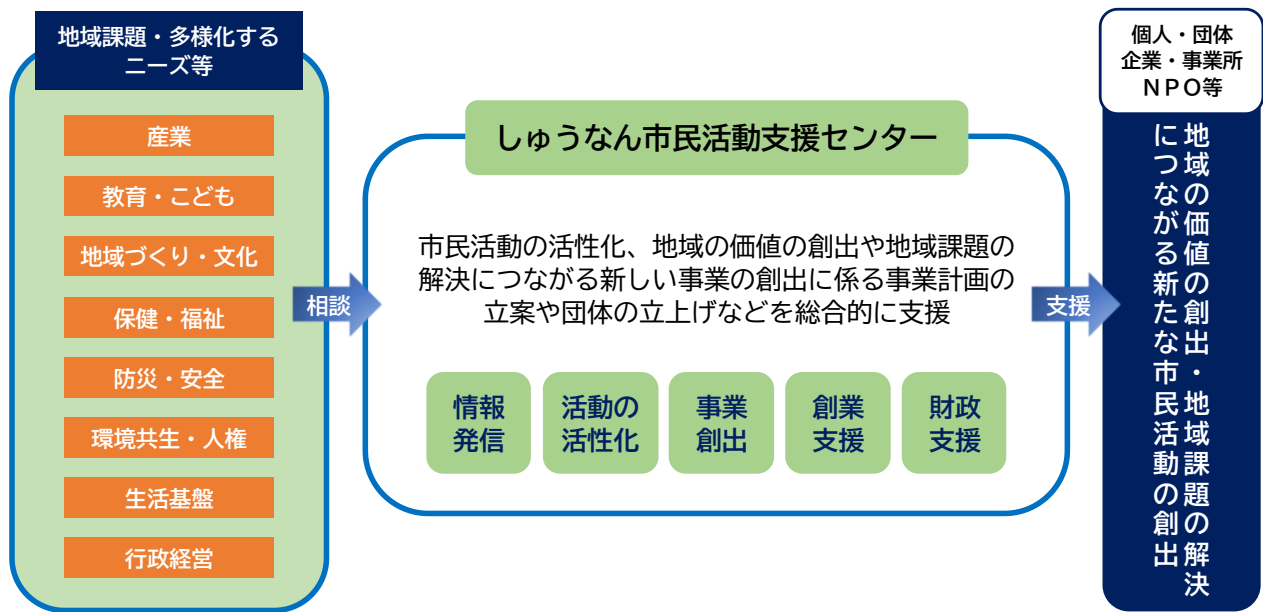 地域課題・多様化する
ニーズ等
産業
教育・こども
地域づくり・文化
保健・福祉
防災・安全
環境共生・人権
生活基盤
行政経営
相談
しゅうなん市民活動支援センター
市民活動の活性化、地域の価値の創出や地域課題の
解決につながる新しい事業の創出に係る事業計画の
立案や団体の立上げなどを総合的に支援
情報
発信
活動の
活性化
事業
創出
創業
支援
財政
支援
支援
個人・団体
企業・事業所
ＮＰＯ等
地域の価値の創出・地域課題の解決
につながる新たな市民活動の創出